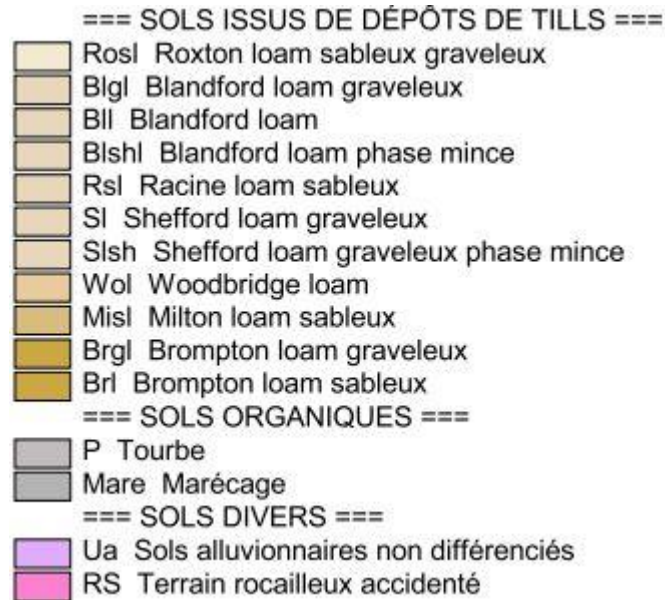 === SOLS ISSUS DE DÉPÔTS DE TILLS ===
Rosl Roxton loam sableux graveleux
Blgl Blandford loam graveleux
Bll Blandford loam
Blshl Blandford loam phase mince
Rsl Racine loam sableux
Sl Shefford loam graveleux
Slsh Shefford loam graveleux phase mince
Wol Woodbridge loam
Misl Milton loam sableux
Brgl Brompton loam graveleux
Brl Brompton loam sableux
=== SOLS ORGANIQUES ===
P Tourbe
Mare Marécage
=== SOLS DIVERS ===
Ua Sols alluvionnaires non différenciés
RS Terrain rocailleux accidenté